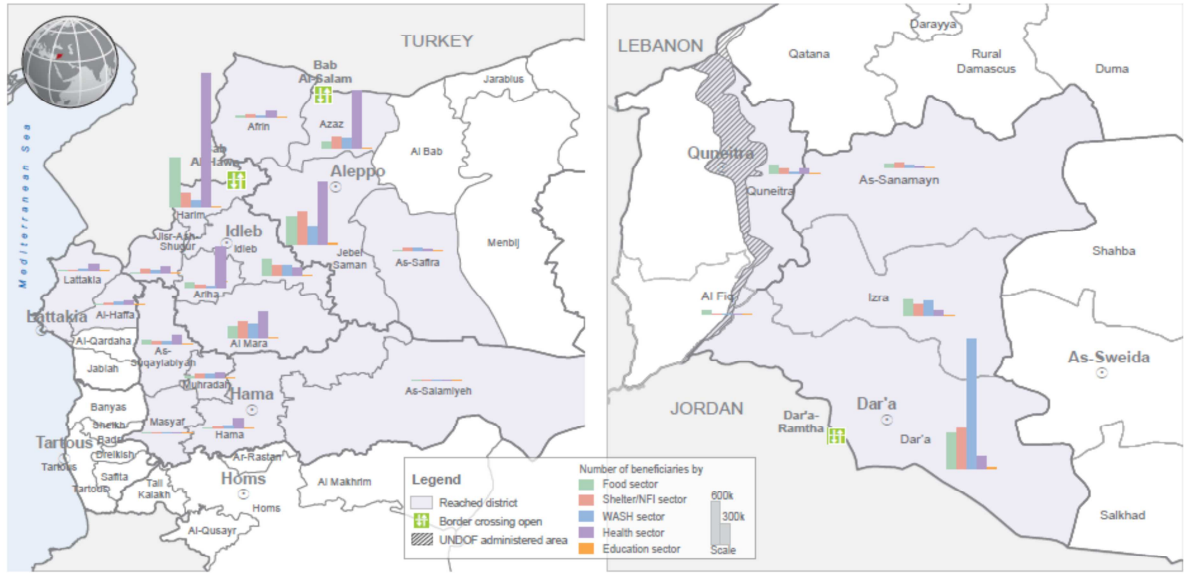 TURKEY
Bab
Al-Salam
Jarablus
Afrin
Azaz
Al Bab
Bab
Al-Hawa
Aleppo
Harim
Jisr-Ash
Shugur
Idleb
Idleb
Jebel
Saman
Menbij
As-Safira
Ariha
Mediterranean Sea
Lattakia
Al-Haffa
Lattakia
Al-Qardaha
As-
Suqaylabiyah
Al Mara
Jablah
Muhradah
As-Salamiyeh
Hama
Banyas
Masyaf
Hama
Sheikh
Badr
Tartous
Dreikish
Tartous
Ar-Rastan
Safita
Tall
Kalakh
Tartous
Homs
Homs
Al Makhrim
Al-Qusayr
LEBANON
Darayya
Qatana
Rural
Damascus
Duma
Quneitra
Quneitra
As-Sanamayn
Shahba
Al Fiq
Izra
As-Sweida
JORDAN
Dar'a-
Ramtha
Dar'a
Dar'a
Salkhad
Legend
Reached district
Border crossing open
UNDOF administered area
Number of beneficiaries by
Food sector
Shelter/NFI sector
WASH sector
Health sector
Education sector
600k
300k
Scale